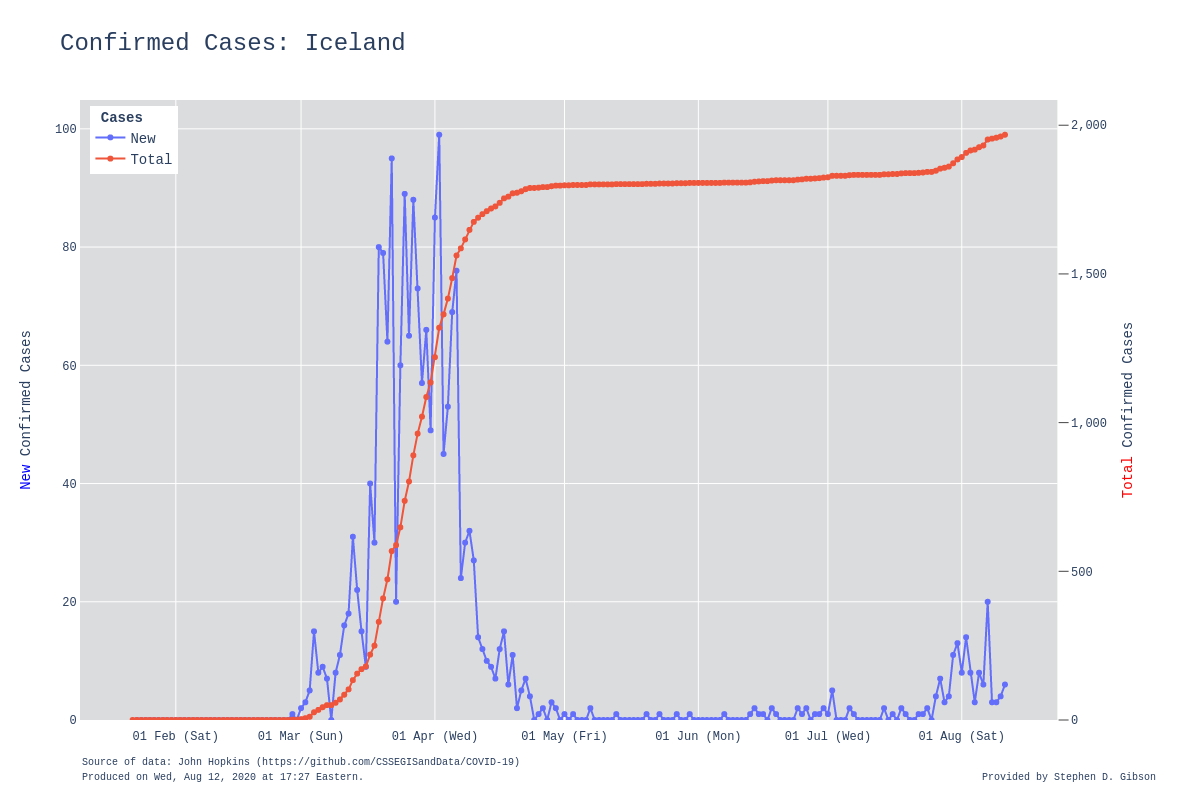 Confirmed Cases: Iceland
Cases
New
Total
100
80
60
40
20
0
2,000
1,500
1,000
500
0
New Confirmed Cases
Total Confirmed Cases
01 Feb (Sat)
01 Mar (Sun)
01 Apr (Wed)
01 May (Fri)
01 Jun (Mon)
01 Jul (Wed)
01 Aug (Sat)
Source of data: John Hopkins (https://github.com/CSSEGISandData/COVID-19)
Produced on Wed, Aug 12, 2020 at 17:27 Eastern.
Provided by Stephen D. Gibson